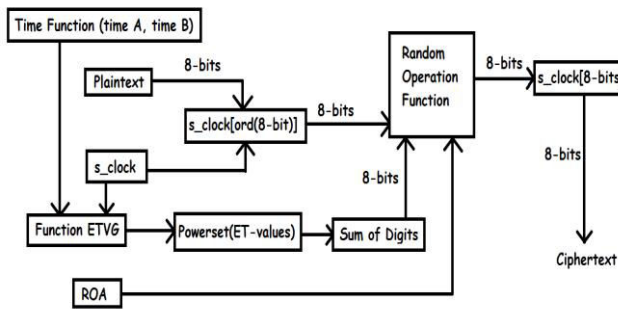 Time Function (time A, time B)
Plaintext
8-bits
s_clock[ord(8-bit)]
8-bits
Random
Operation
Function
8-bits
s_clock[8-bits
s_clock
8-bits
8-bits
Function ETVG
Powerset(ET-values)
Sum of Digits
Ciphertext
ROA